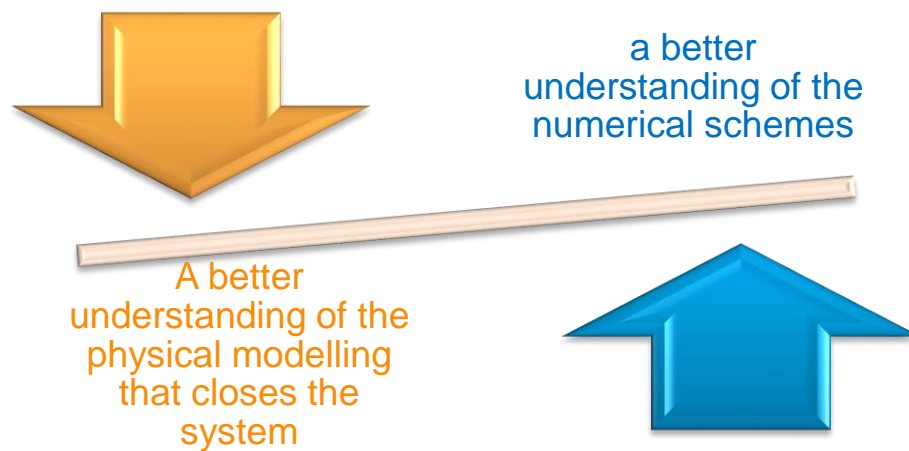 a better
understanding of the
numerical schemes
A better
understanding of the
physical modelling
that closes the
system